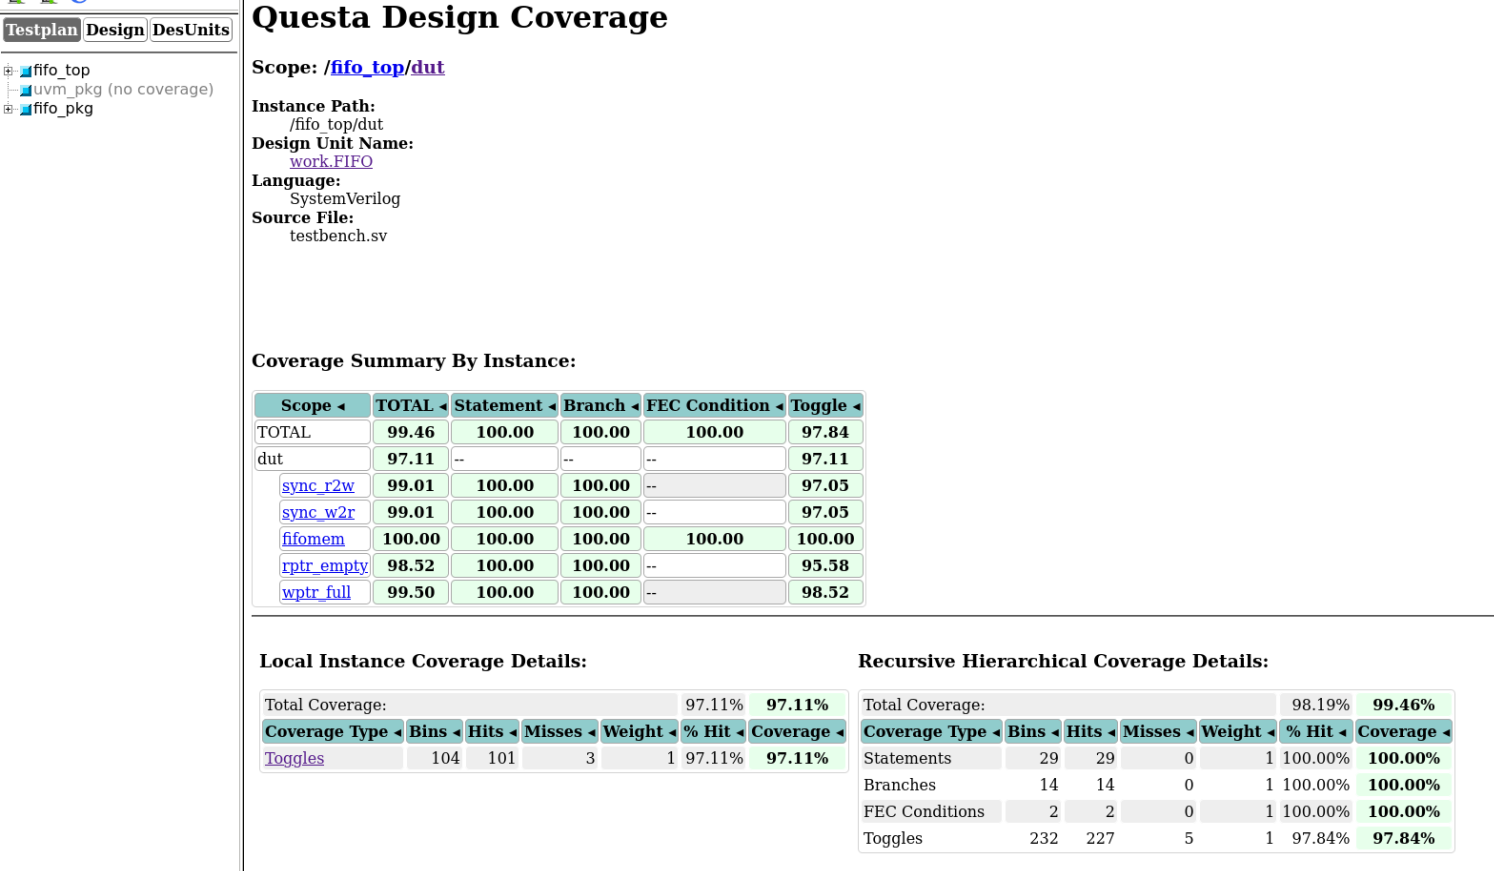 Testplan Design DesUnits
fifo_top
uvm_pkg (no coverage)
fifo_pkg
Questa Design Coverage
Scope: /fifo_top/dut
Instance Path:
/fifo_top/dut
Design Unit Name:
work.FIFO
Language:
SystemVerilog
Source File:
testbench.sv
Coverage Summary By Instance:
Scope ◂ TOTAL ◂ Statement ◂ Branch ◂ FEC Condition ◂ Toggle ◂
TOTAL 99.46 100.00 100.00 100.00 97.84
dut 97.11 -- -- -- 97.11
sync_r2w 99.01 100.00 100.00 -- 97.05
sync_w2r 99.01 100.00 100.00 -- 97.05
fifomem 100.00 100.00 100.00 100.00 100.00
rptr_empty 98.52 100.00 100.00 -- 95.58
wptr_full 99.50 100.00 100.00 -- 98.52
Local Instance Coverage Details:
Total Coverage: 97.11% 97.11%
Coverage Type ◂ Bins ◂ Hits ◂ Misses ◂ Weight ◂ % Hit ◂ Coverage ◂
Toggles 104 101 3 1 97.11% 97.11%
Recursive Hierarchical Coverage Details:
Total Coverage: 98.19% 99.46%
Coverage Type ◂ Bins ◂ Hits ◂ Misses ◂ Weight ◂ % Hit ◂ Coverage ◂
Statements 29 29 0 1 100.00% 100.00%
Branches 14 14 0 1 100.00% 100.00%
FEC Conditions 2 2 0 1 100.00% 100.00%
Toggles 232 227 5 1 97.84% 97.84%